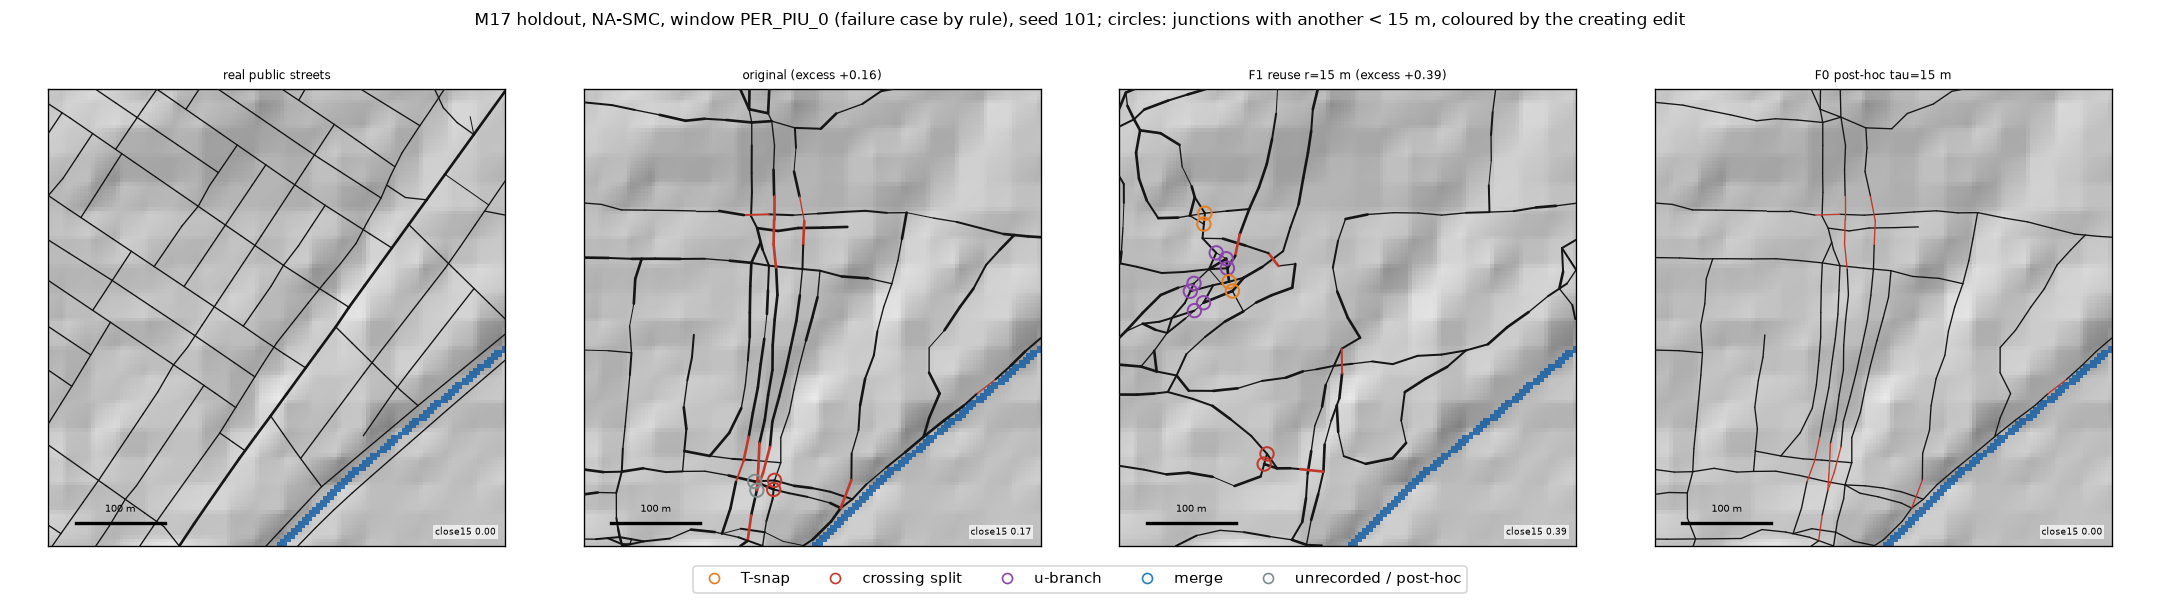 M17 holdout, NA-SMC, window PER_PIU_0 (failure case by rule), seed 101; circles: junctions with another < 15 m, coloured by the creating edit
real public streets
original (excess +0.16)
F1 reuse r=15 m (excess +0.39)
F0 post-hoc tau=15 m
100 m
close15 0.00
100 m
close15 0.17
100 m
close15 0.39
100 m
close15 0.00
T-snap
crossing split
u-branch
merge
unrecorded / post-hoc